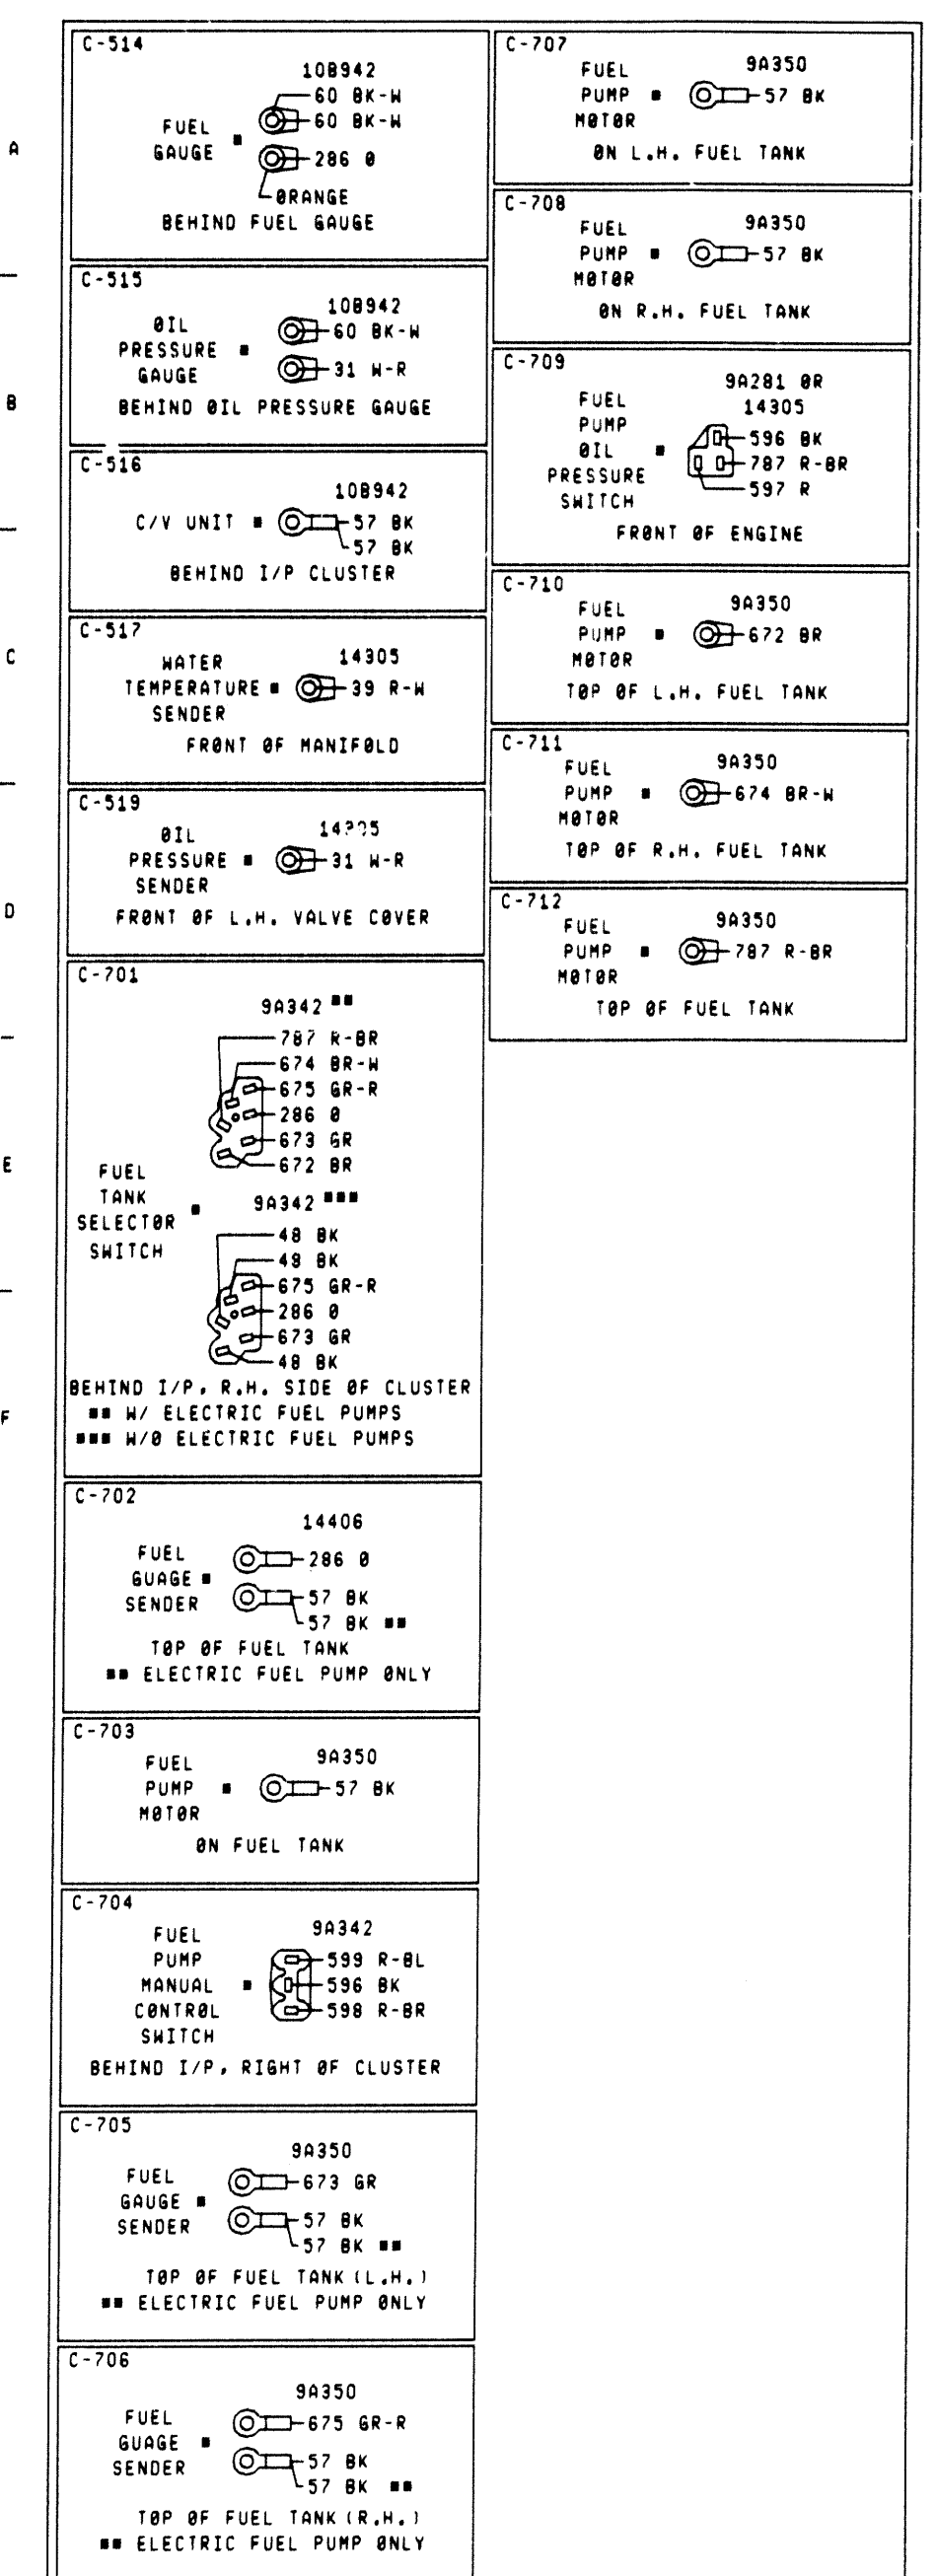 C-514
10B942
60 BK-W
60 BK-W
FUEL
GAUGE
286 O
ORANGE
BEHIND FUEL GAUGE
C-515
10B942
OIL
PRESSURE
GAUGE
60 BK-W
31 W-R
BEHIND OIL PRESSURE GAUGE
C-516
10B942
C/V UNIT
57 BK
57 BK
BEHIND I/P CLUSTER
C-517
WATER
TEMPERATURE
SENDER
14305
39 R-W
FRONT OF MANIFOLD
C-519
OIL
PRESSURE
SENDER
31 W-R
FRONT OF L.H. VALVE COVER
C-701
9A342 ■■
787 R-BR
674 BR-W
675 GR-R
286 O
673 GR
672 BR
FUEL
TANK
SELECTOR
SWITCH
9A342 ■■■
48 BK
48 BK
675 GR-R
286 O
673 GR
48 BK
BEHIND I/P, R.H. SIDE OF CLUSTER
■■ W/ ELECTRIC FUEL PUMPS
■■■ W/O ELECTRIC FUEL PUMPS
C-702
14406
FUEL
GUAGE
SENDER
286 O
57 BK
57 BK ■■
TOP OF FUEL TANK
■■ ELECTRIC FUEL PUMP ONLY
C-703
FUEL
PUMP
MOTOR
9A350
57 BK
ON FUEL TANK
C-704
FUEL
PUMP
MANUAL
CONTROL
SWITCH
9A342
599 R-BL
596 BK
598 R-BR
BEHIND I/P, RIGHT OF CLUSTER
C-705
9A350
FUEL
GAUGE
SENDER
673 GR
57 BK
57 BK ■■
TOP OF FUEL TANK (L.H.)
■■ ELECTRIC FUEL PUMP ONLY
C-706
9A350
FUEL
GUAGE
SENDER
675 GR-R
57 BK
57 BK ■■
TOP OF FUEL TANK (R.H.)
■■ ELECTRIC FUEL PUMP ONLY
C-707
FUEL
PUMP
MOTOR
9A350
57 BK
ON L.H. FUEL TANK
C-708
FUEL
PUMP
MOTOR
9A350
57 BK
ON R.H. FUEL TANK
C-709
FUEL
PUMP
OIL
PRESSURE
SWITCH
9A281 OR
14305
596 BK
787 R-BR
597 R
FRONT OF ENGINE
C-710
FUEL
PUMP
MOTOR
9A350
672 BR
TOP OF L.H. FUEL TANK
C-711
FUEL
PUMP
MOTOR
9A350
674 BR-W
TOP OF R.H. FUEL TANK
C-712
FUEL
PUMP
MOTOR
9A350
787 R-BR
TOP OF FUEL TANK
A
B
C
D
E
F